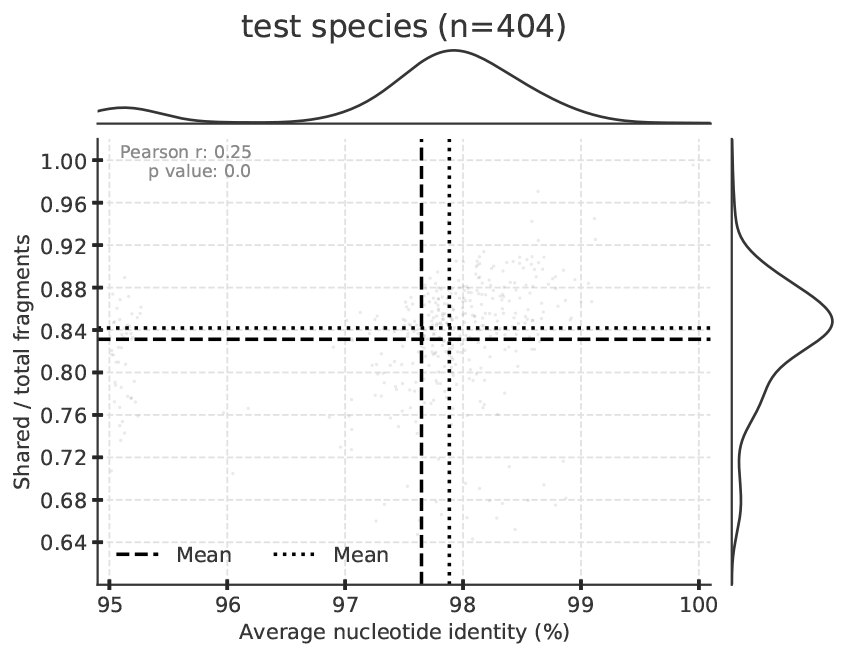 test species (n=404)
Pearson r: 0.25
p value: 0.0
Shared / total fragments
1.00
0.96
0.92
0.88
0.84
0.80
0.76
0.72
0.68
0.64
Mean Mean
95 96 97 98 99 100
Average nucleotide identity (%)